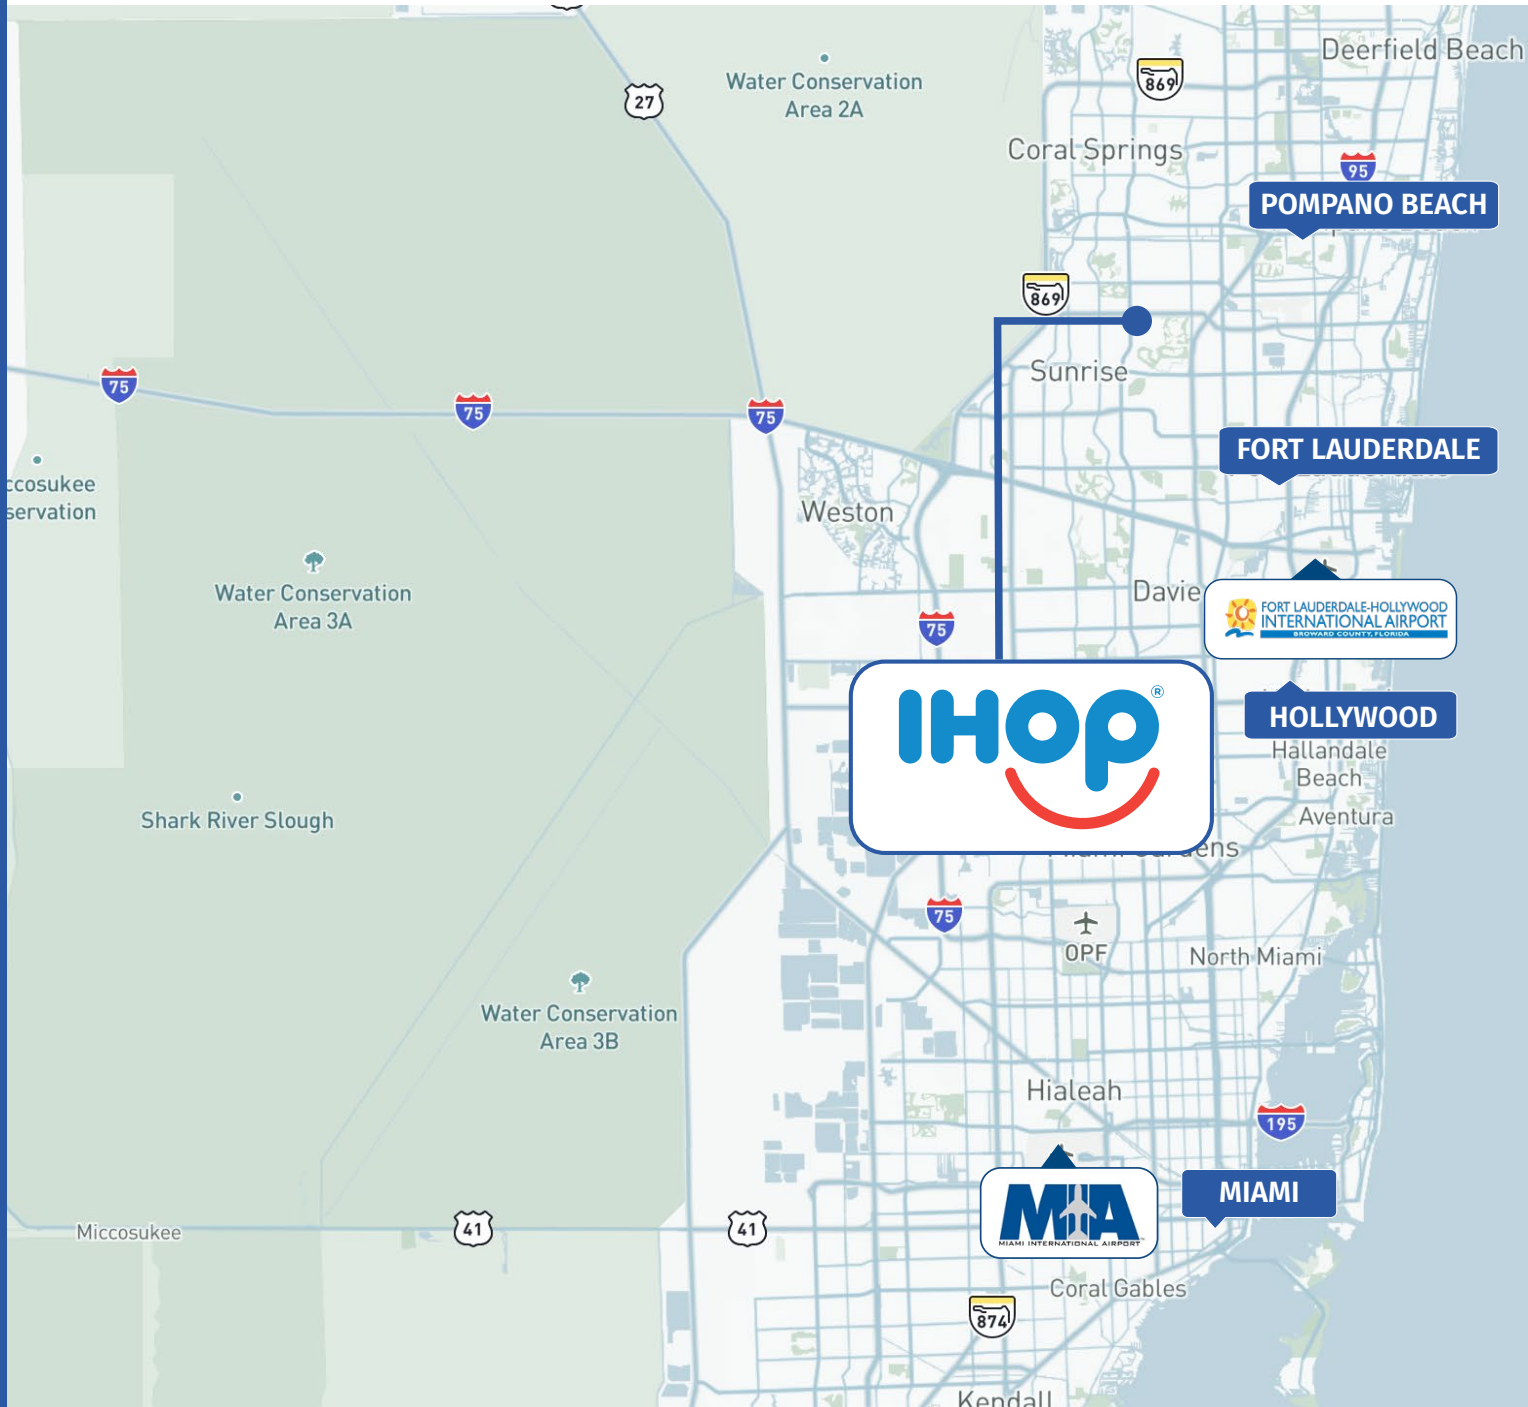 Deerfield Beach
Water Conservation
Area 2A
869
27
Coral Springs
95
POMPANO BEACH
869
Sunrise
75
75
75
FORT LAUDERDALE
ccosukee
servation
Weston
Water Conservation
Area 3A
Davie
FORT LAUDERDALE-HOLLYWOOD
INTERNATIONAL AIRPORT
BROWARD COUNTY, FLORIDA
75
IHOP®
HOLLYWOOD
Hallandale
Beach
Aventura
Shark River Slough
Miami Gardens
75
OPF
North Miami
Water Conservation
Area 3B
Hialeah
195
MIAMI
MIA
MIAMI INTERNATIONAL AIRPORT
Miccosukee
41
41
Coral Gables
874
Kendall